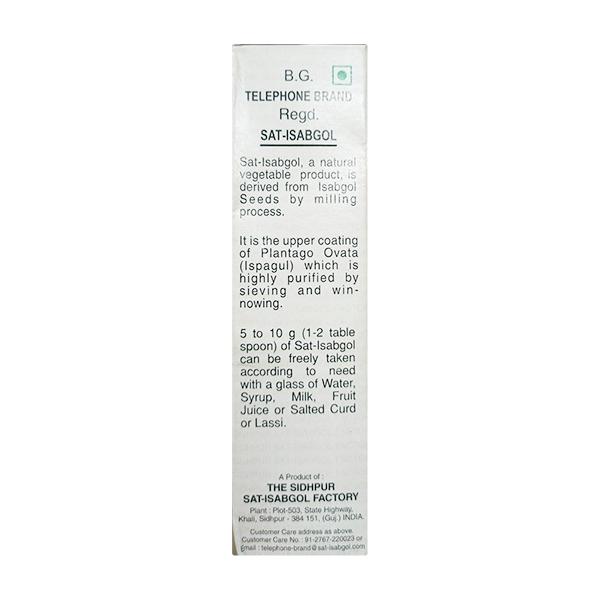 B.G.
TELEPHONE BRAND
Regd.
SAT-ISABGOL
Sat-Isabgol, a natural
vegetable product, is
derived from Isabgol
Seeds by milling
process.
It is the upper coating
of Plantago Ovata
(Ispagul) which is
highly purified by
sieving and win-
nowing.
5 to 10 g (1-2 table
spoon) of Sat-Isabgol
can be freely taken
according to need
with a glass of Water,
Syrup, Milk, Fruit
Juice or Salted Curd
or Lassi.
A Product of :
THE SIDHPUR
SAT-ISABGOL FACTORY
Plant : Plot-503, State Highway,
Khali, Sidhpur - 384 151, (Guj.) INDIA.
Customer Care address as above.
Customer Care No. : 91-2767-220023 or
email : telephone-brand@sat-isabgol.com